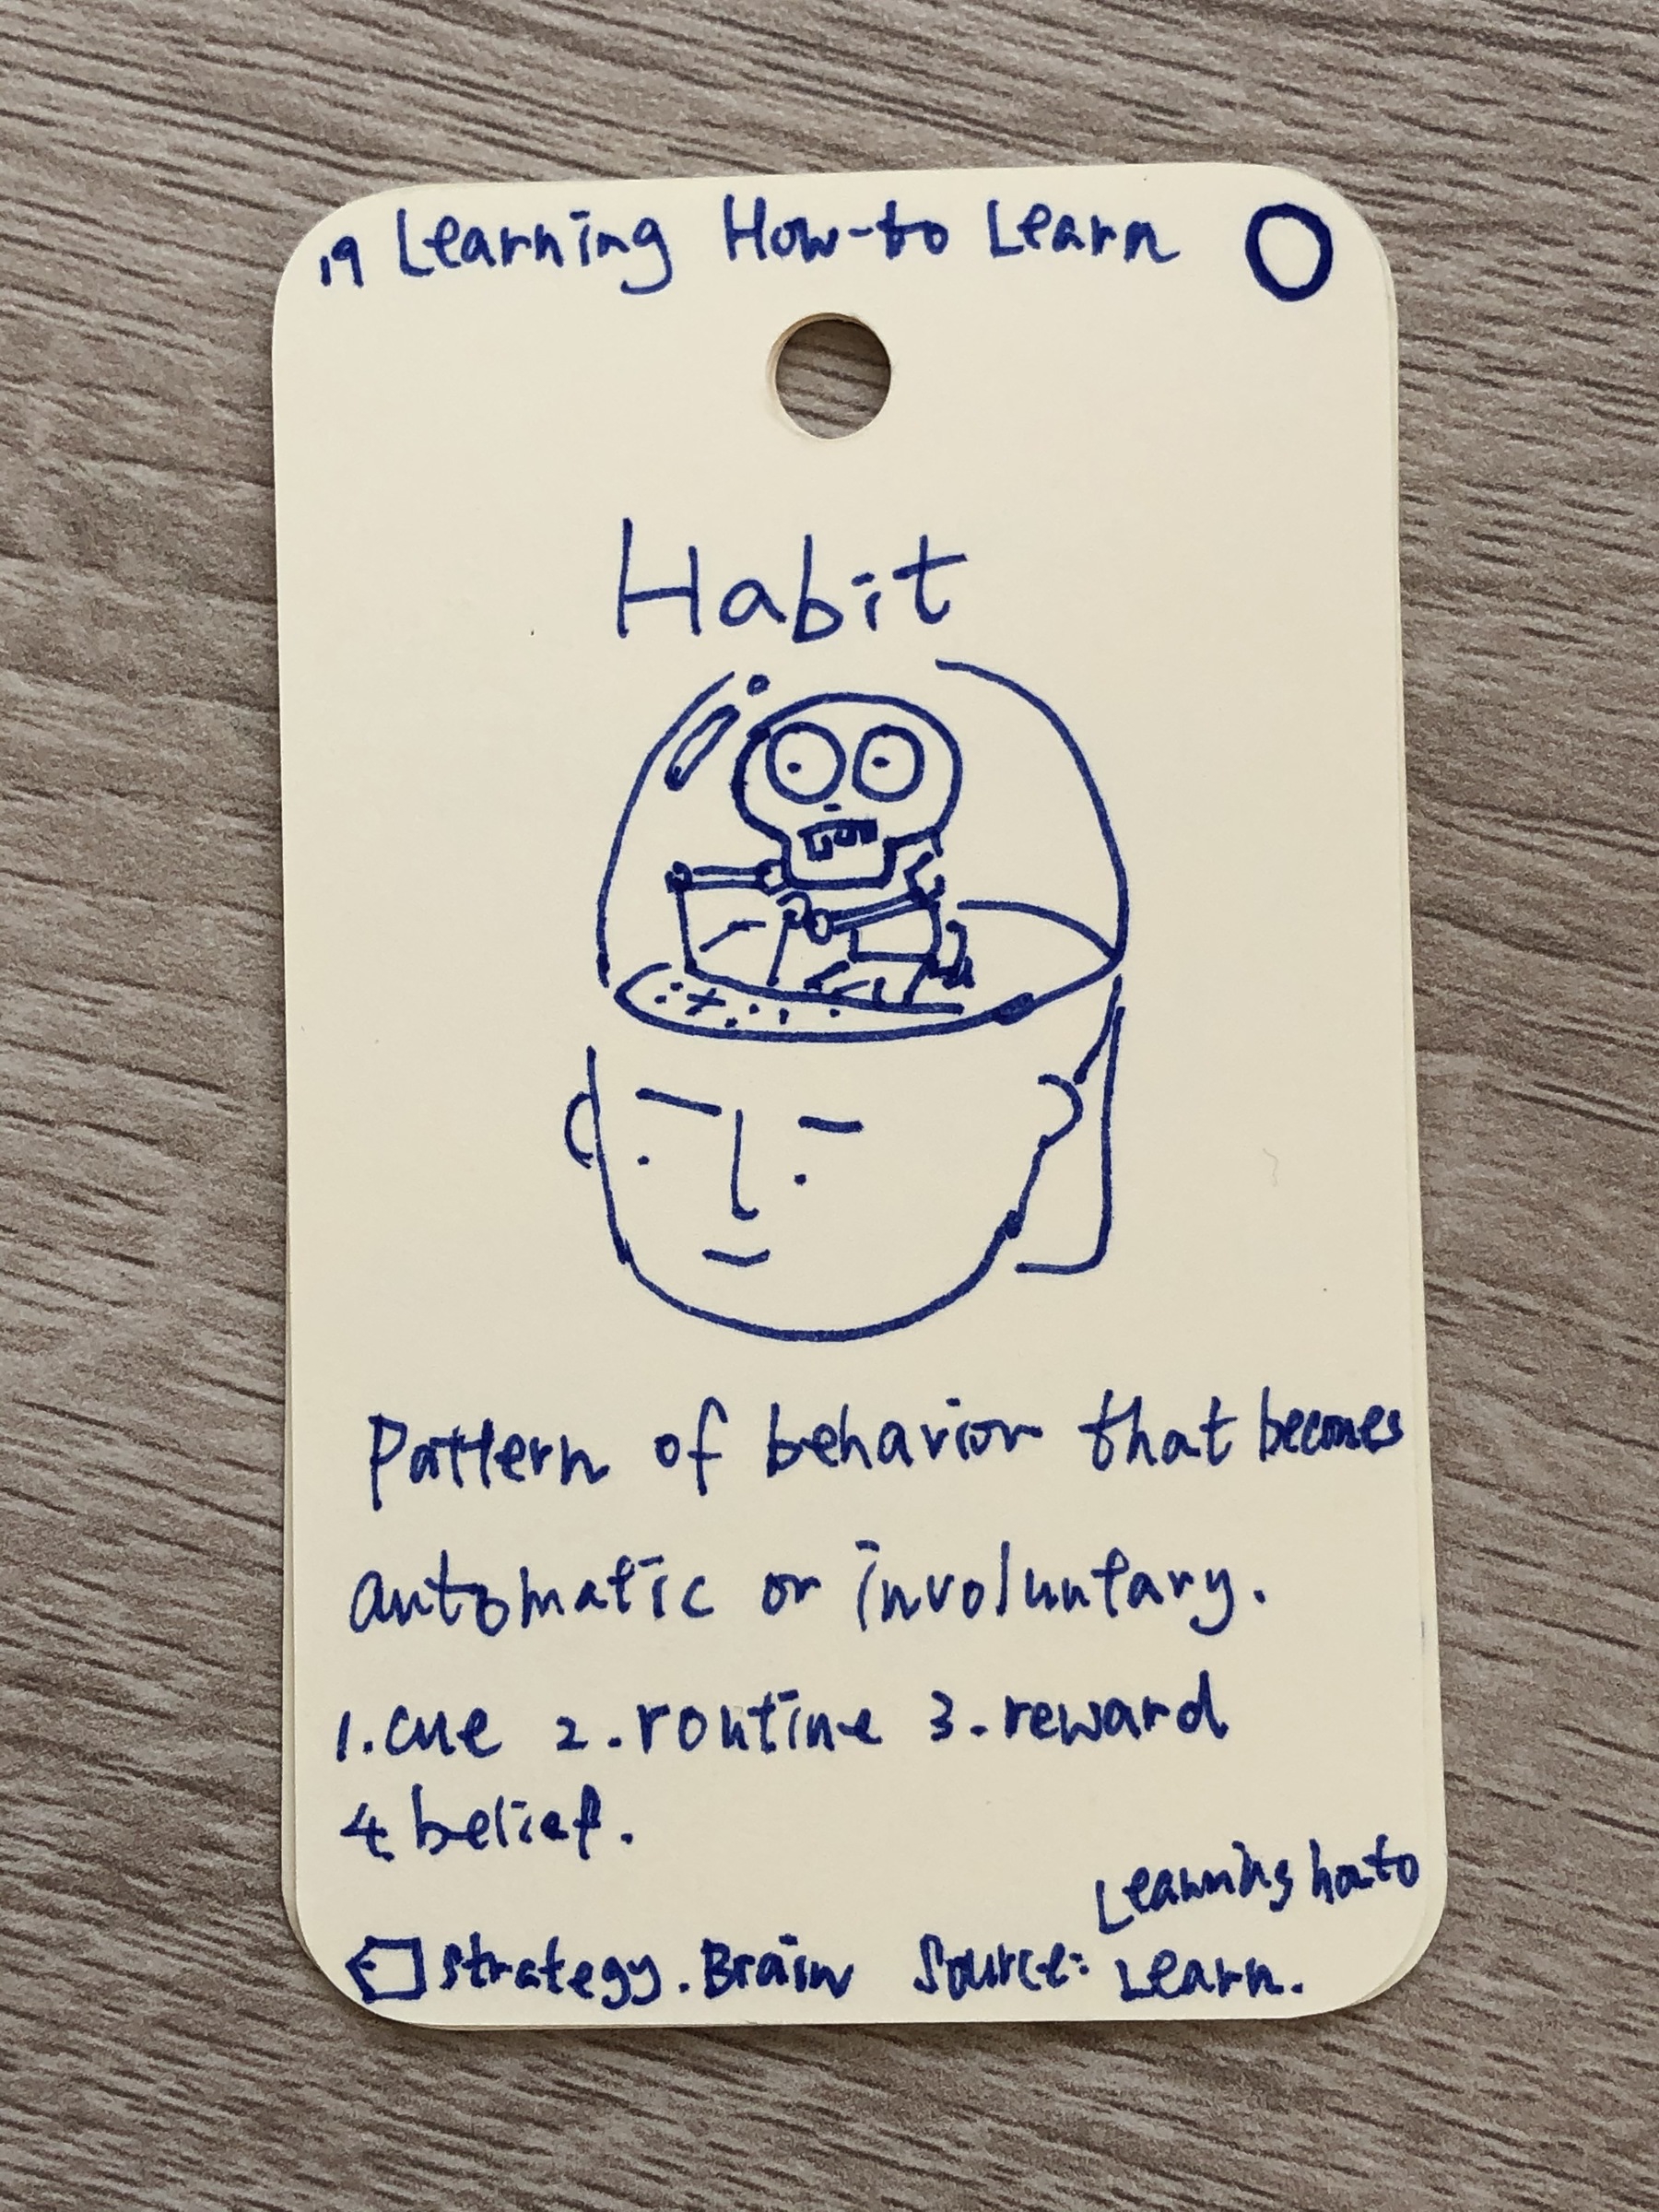 19 Learning How-to Learn
Habit
Pattern of behavior that becomes
automatic or involuntary.
1. cue 2. routine 3. reward
4 belief.
Learning how to
Strategy. Brain Source: Learn.